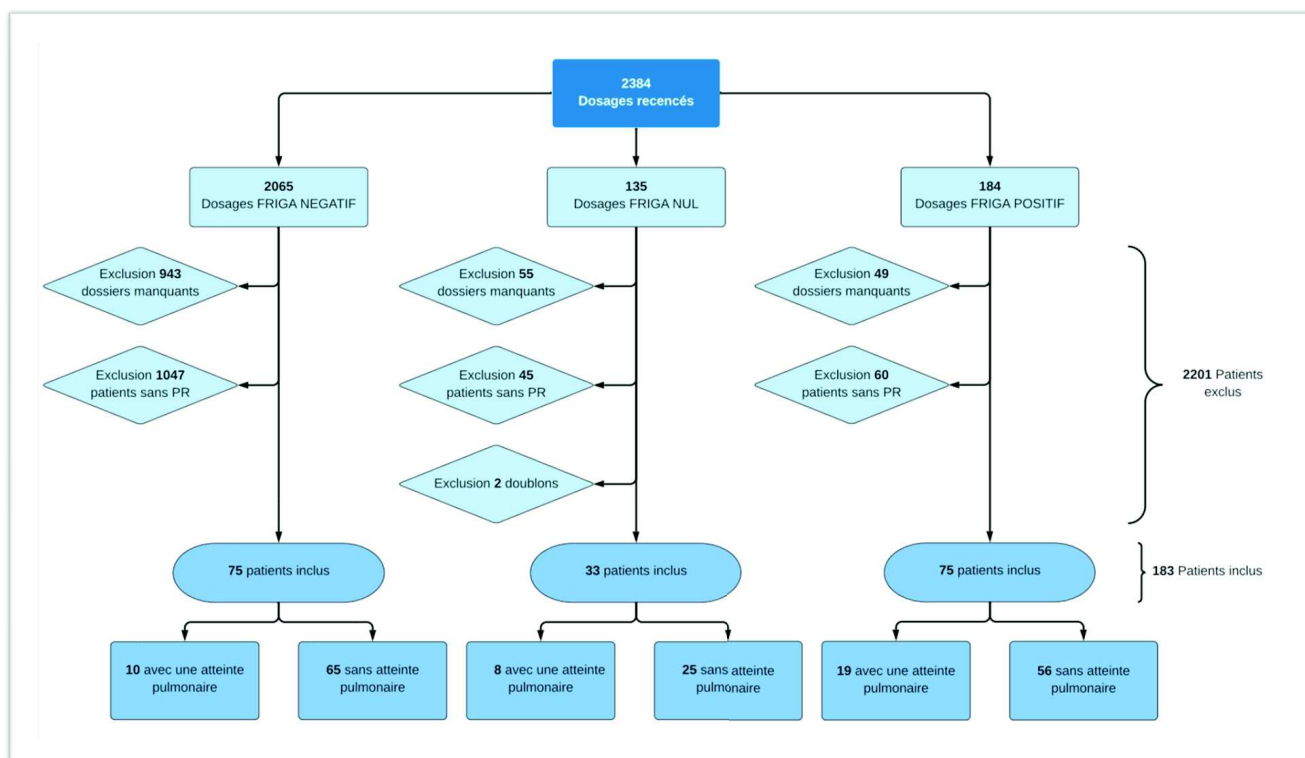 2384
Dosages recencés
2065
Dosages FRIGA NEGATIF
135
Dosages FRIGA NUL
184
Dosages FRIGA POSITIF
Exclusion 943
dossiers manquants
Exclusion 55
dossiers manquants
Exclusion 49
dossiers manquants
Exclusion 1047
patients sans PR
Exclusion 45
patients sans PR
Exclusion 60
patients sans PR
2201 Patients
exclus
Exclusion 2 doublons
75 patients inclus
33 patients inclus
75 patients inclus
183 Patients inclus
10 avec une atteinte
pulmonaire
65 sans atteinte
pulmonaire
8 avec une atteinte
pulmonaire
25 sans atteinte
pulmonaire
19 avec une atteinte
pulmonaire
56 sans atteinte
pulmonaire